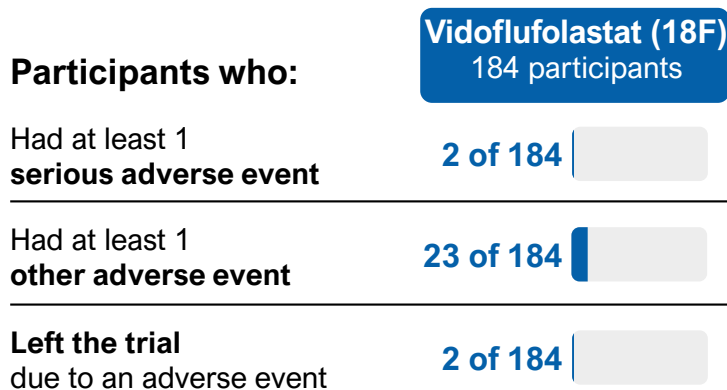 Vidoflufolastat (18F)
184 participants
Participants who:
Had at least 1
serious adverse event
2 of 184
Had at least 1
other adverse event
23 of 184
Left the trial
due to an adverse event
2 of 184